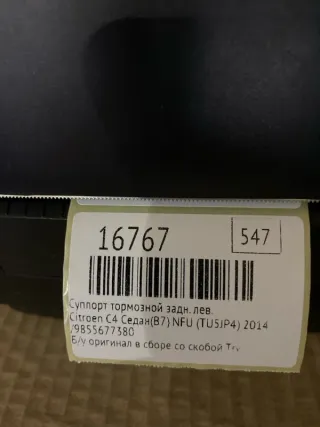 16767
547
Суппорт тормозной задн. лев.
Citroen C4 Седан(B7) NFU (TU5JP4) 2014
/9855677380
Б/у оригинал в сборе со скобой